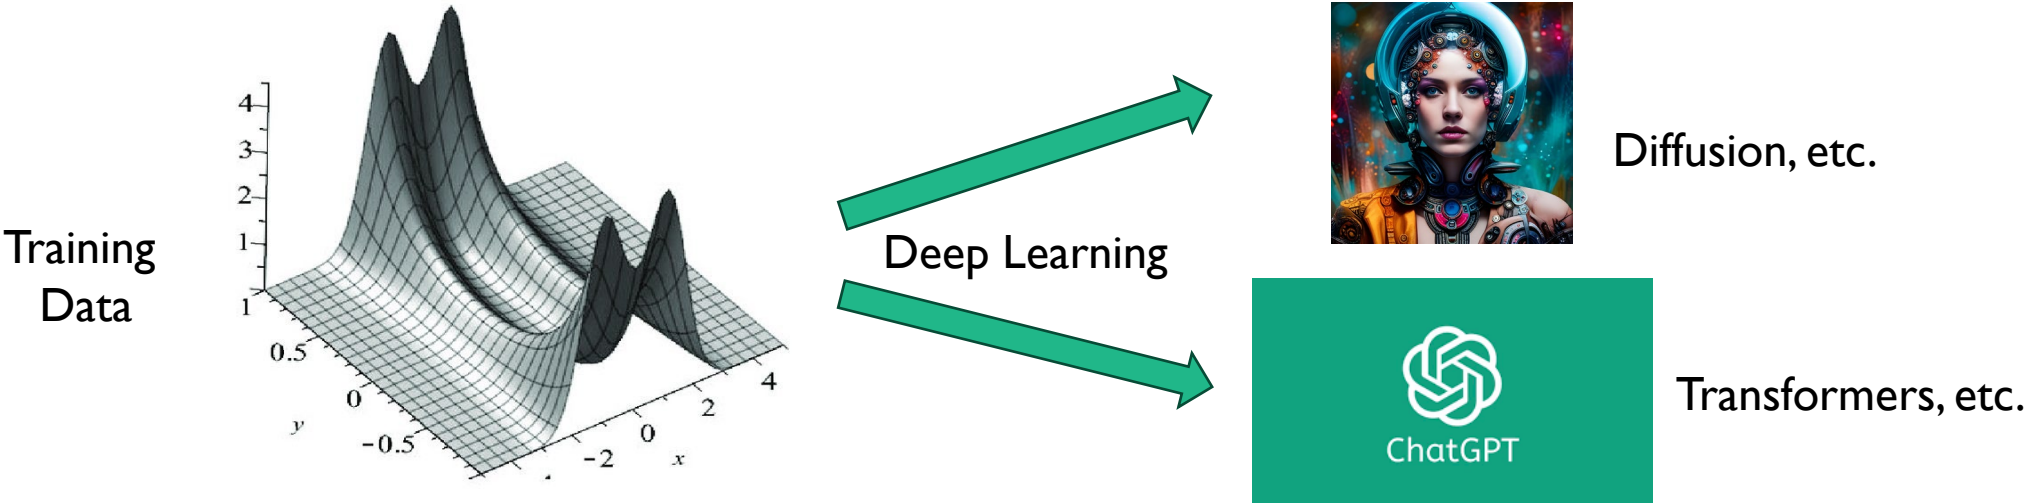 Training
Data
4
3
2
1
1
0.5
0
-0.5
y
-2
0
2
4
x
Deep Learning
Diffusion, etc.
ChatGPT
Transformers, etc.